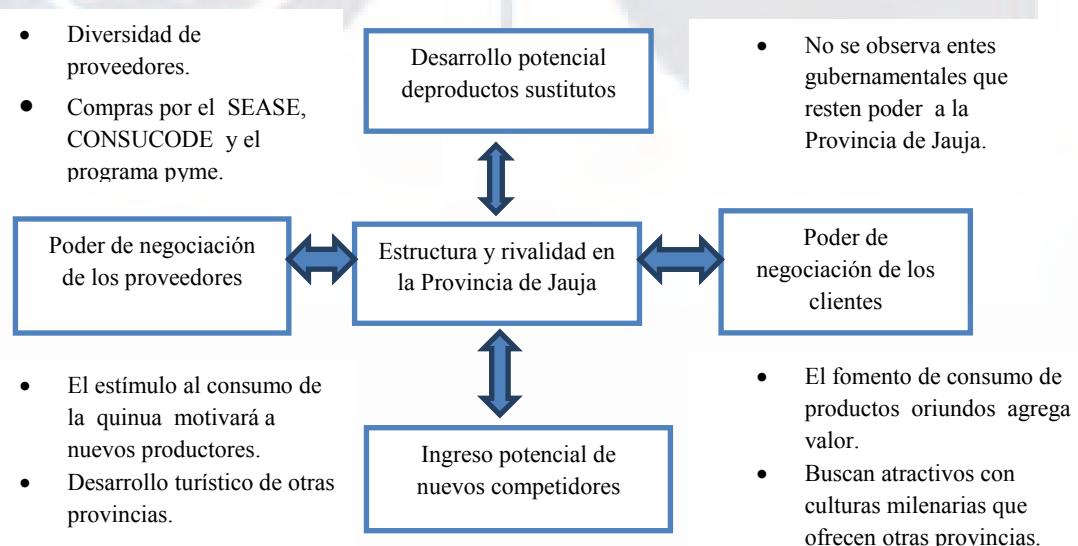 • Diversidad de
proveedores.
• Compras por el SEASE,
CONSUCODE y el
programa pyme.
Desarrollo potencial
deproductos sustitutos
• No se observa entes
gubernamentales que
resten poder a la
Provincia de Jauja.
Poder de negociación
de los proveedores
Estructura y rivalidad en
la Provincia de Jauja
Poder de
negociación de los
clientes
• El estímulo al consumo de
la quinua motivará a
nuevos productores.
• Desarrollo turístico de otras
provincias.
Ingreso potencial de
nuevos competidores
• El fomento de consumo de
productos oriundos agrega
valor.
• Buscan atractivos con
culturas milenarias que
ofrecen otras provincias.